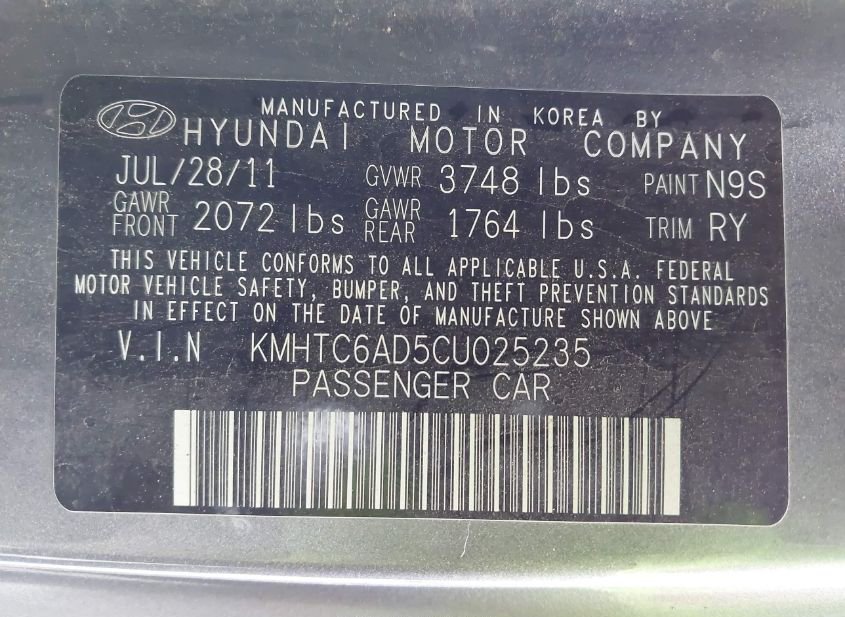 MANUFACTURED IN KOREA BY
HYUNDAI MOTOR COMPANY
JUL/28/11 GVWR 3748 lbs PAINT N9S
GAWR FRONT 2072 lbs GAWR REAR 1764 lbs TRIM RY
THIS VEHICLE CONFORMS TO ALL APPLICABLE U.S.A. FEDERAL
MOTOR VEHICLE SAFETY, BUMPER, AND THEFT PREVENTION STANDARDS
IN EFFECT ON THE DATE OF MANUFACTURE SHOWN ABOVE
V.I.N KMHTC6AD5CU025235
PASSENGER CAR